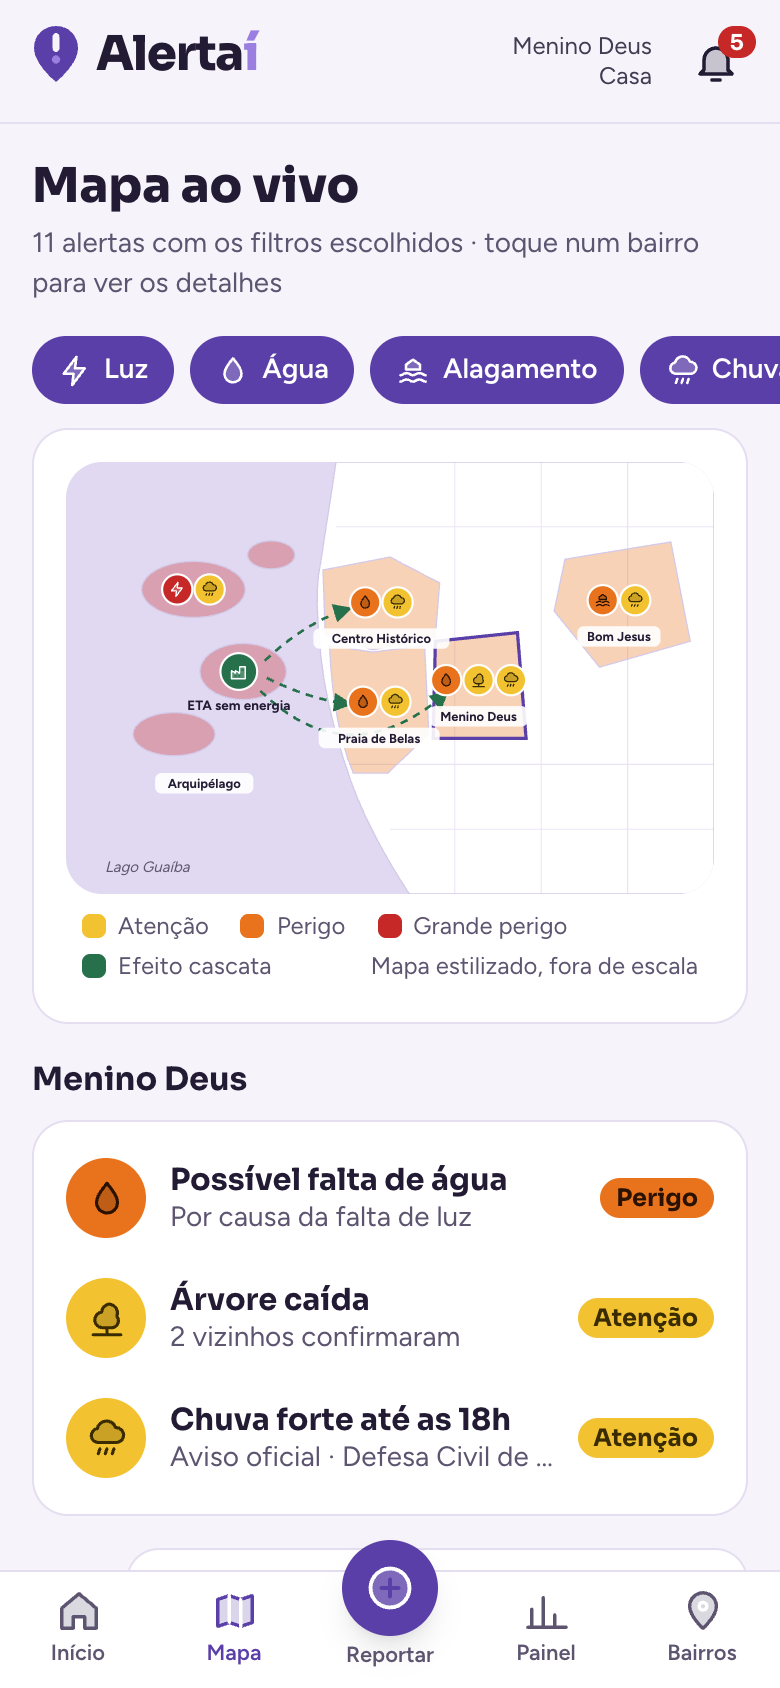 Alertaí
Menino Deus
Casa
5
Mapa ao vivo
11 alertas com os filtros escolhidos · toque num bairro
para ver os detalhes
Luz
Água
Alagamento
Chuva
Centro Histórico
Bom Jesus
ETA sem energia
Menino Deus
Praia de Belas
Arquipélago
Lago Guaíba
Atenção
Perigo
Grande perigo
Efeito cascata
Mapa estilizado, fora de escala
Menino Deus
Possível falta de água
Por causa da falta de luz
Perigo
Árvore caída
2 vizinhos confirmaram
Atenção
Chuva forte até as 18h
Aviso oficial · Defesa Civil de ...
Atenção
Início
Mapa
Reportar
Painel
Bairros